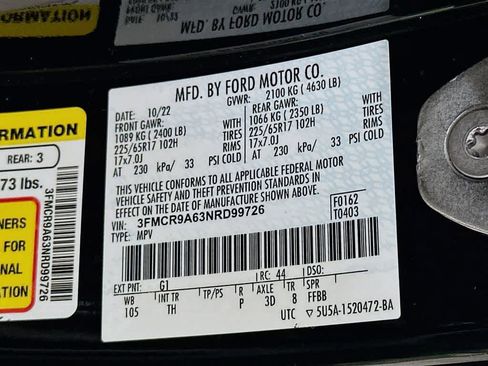 MFD. BY FORD MOTOR CO.
DATE: 10/22 GVWR: 2100 KG ( 4630 LB)
FRONT GAWR: REAR GAWR:
1089 KG ( 2400 LB) WITH 1066 KG ( 2350 LB) WITH
225/65R17 102H TIRES 225/65R17 102H TIRES
17x7.0J RIMS 17x7.0J RIMS
AT 230 kPa/ 33 PSI COLD AT 230 kPa/ 33 PSI COLD
THIS VEHICLE CONFORMS TO ALL APPLICABLE FEDERAL MOTOR
VEHICLE SAFETY AND THEFT PREVENTION STANDARDS IN
EFFECT ON THE DATE OF MANUFACTURE SHOWN ABOVE.
VIN: 3FMCR9A63NRD99726
TYPE: MPV
F0162
T0403
EXT PNT: G1 RC: 44 DSO:
WB INT TR TP/PS R AXLE TR SPR
105 TH P 3D 8 FFBB
UTC ▽5U5A-1520472-BA
ORMATION
REAR: 3
73 lbs.
WNERS
FOR
ONAL
ION
3FMCR9A63NRD99726
MFD. BY FORD MOTOR CO.